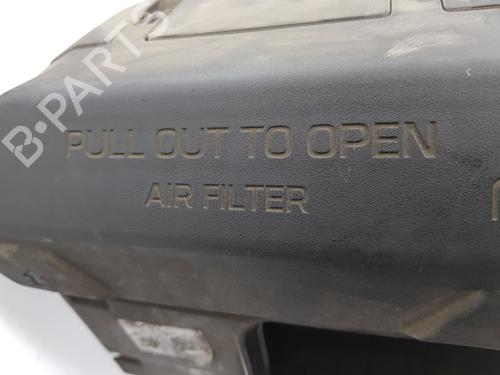 B-PARTS
PULL OUT TO OPEN
AIR FILTER